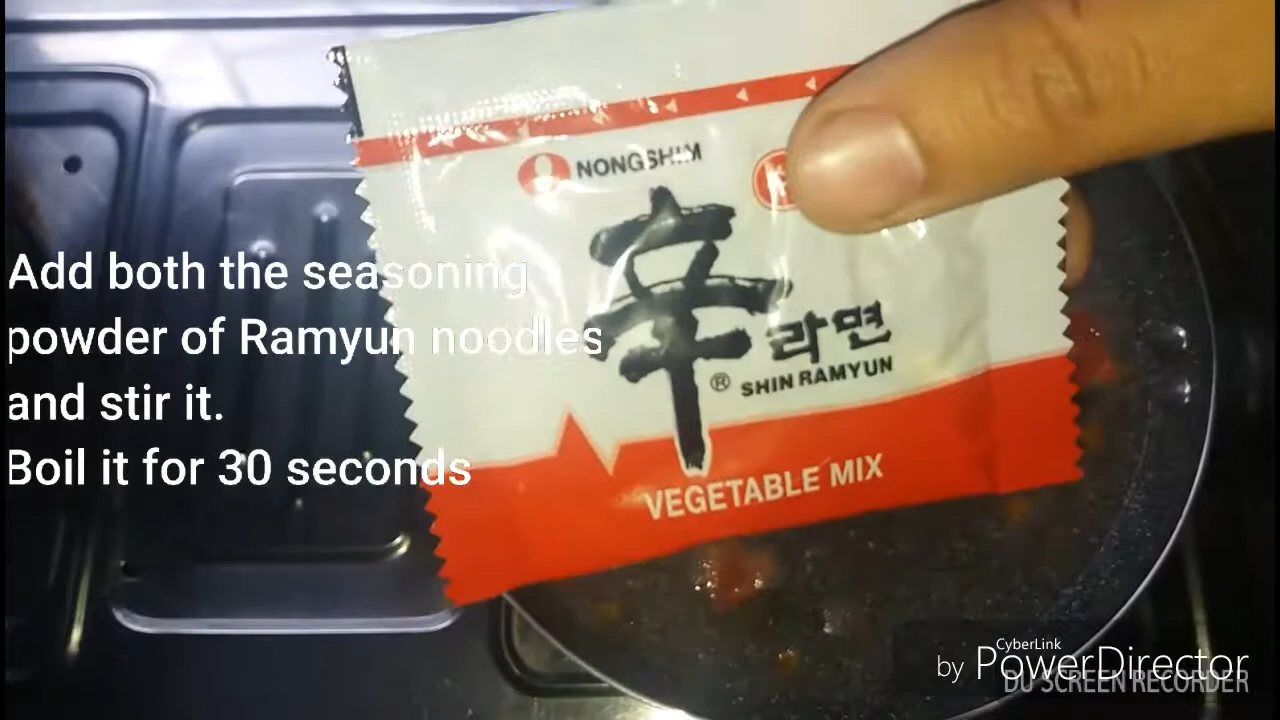 NONGSHIM
辛라면
® SHIN RAMYUN
VEGETABLE MIX
Add both the seasoning
powder of Ramyun noodles
and stir it.
Boil it for 30 seconds
CyberLink
by PowerDirector
DU SCREEN RECORDER